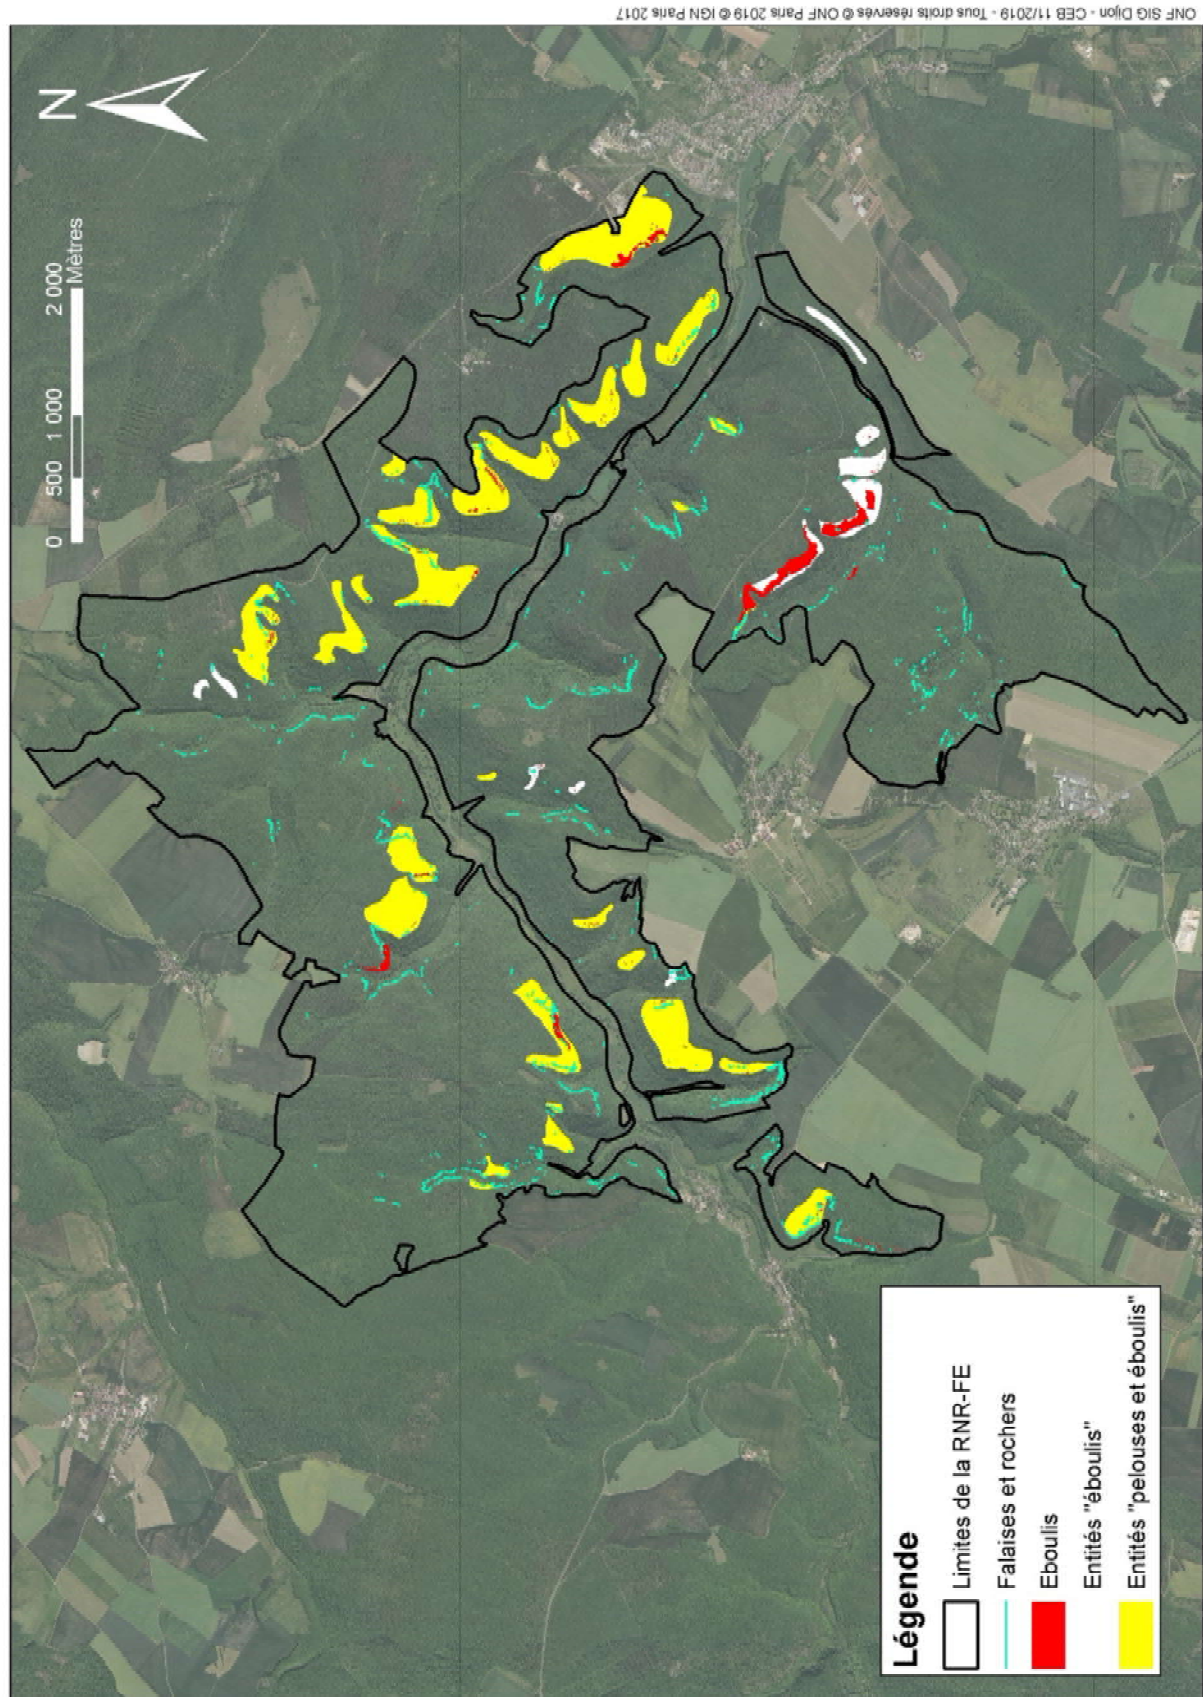 ONF SIG Dijon - CEB 11/2019 - Tous droits réservés © ONF Paris 2019 © IGN Paris 2017
N
0 500 1 000 2 000
Mètres
Légende
Limites de la RNR-FE
Falaises et rochers
Eboulis
Entités "éboulis"
Entités "pelouses et éboulis"